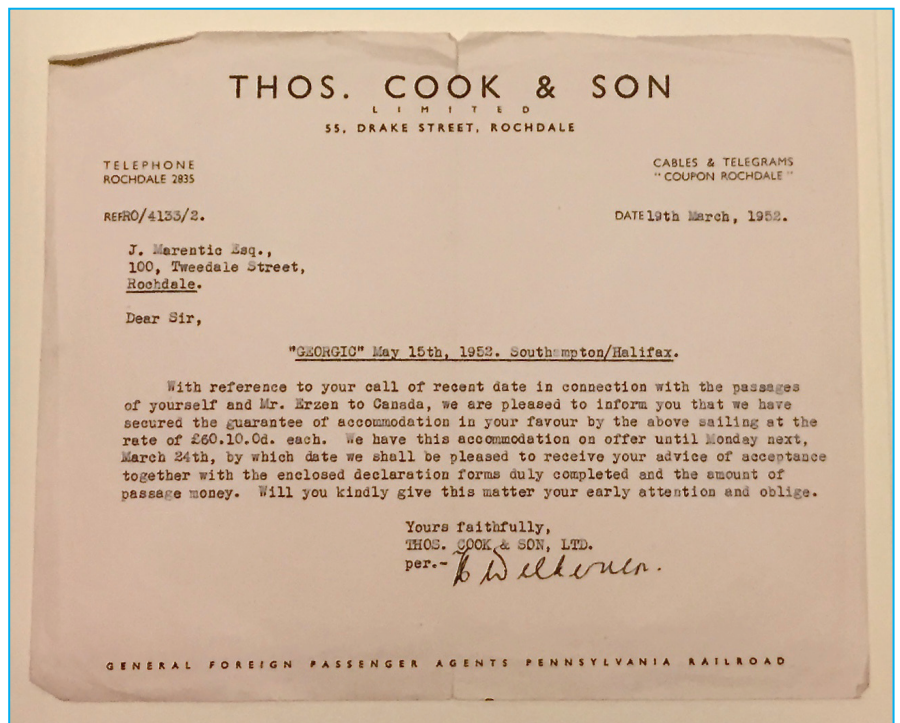 THOS. COOK & SON
LIMITED
55, DRAKE STREET, ROCHDALE
TELEPHONE
ROCHDALE 2835
CABLES & TELEGRAMS
"COUPON ROCHDALE"
REF RO/4133/2.
DATE 19th March, 1952.
J. Marentic Esq.,
100, Tweedale Street,
Rochdale.
Dear Sir,
"GEORGIC" May 15th, 1952. Southampton/Halifax.
With reference to your call of recent date in connection with the passages
of yourself and Mr. Erzen to Canada, we are pleased to inform you that we have
secured the guarantee of accommodation in your favour by the above sailing at the
rate of £60.10.0d. each. We have this accommodation on offer until Monday next,
March 24th, by which date we shall be pleased to receive your advice of acceptance
together with the enclosed declaration forms duly completed and the amount of
passage money. Will you kindly give this matter your early attention and oblige.
Yours faithfully,
THOS. COOK & SON, LTD.
per.-
GENERAL FOREIGN PASSENGER AGENTS PENNSYLVANIA RAILROAD